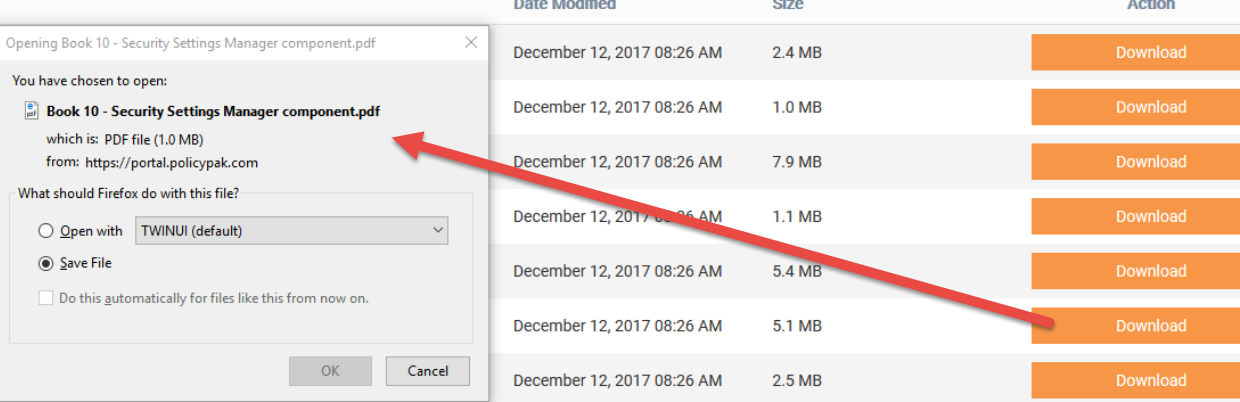 Date Modified Size Action
Opening Book 10 - Security Settings Manager component.pdf
You have chosen to open:
Book 10 - Security Settings Manager component.pdf
which is: PDF file (1.0 MB)
from: https://portal.policypak.com
What should Firefox do with this file?
Open with TWINUI (default)
Save File
Do this automatically for files like this from now on.
OK Cancel
December 12, 2017 08:26 AM 2.4 MB Download
December 12, 2017 08:26 AM 1.0 MB Download
December 12, 2017 08:26 AM 7.9 MB Download
December 12, 2017 08:26 AM 1.1 MB Download
December 12, 2017 08:26 AM 5.4 MB Download
December 12, 2017 08:26 AM 5.1 MB Download
December 12, 2017 08:26 AM 2.5 MB Download